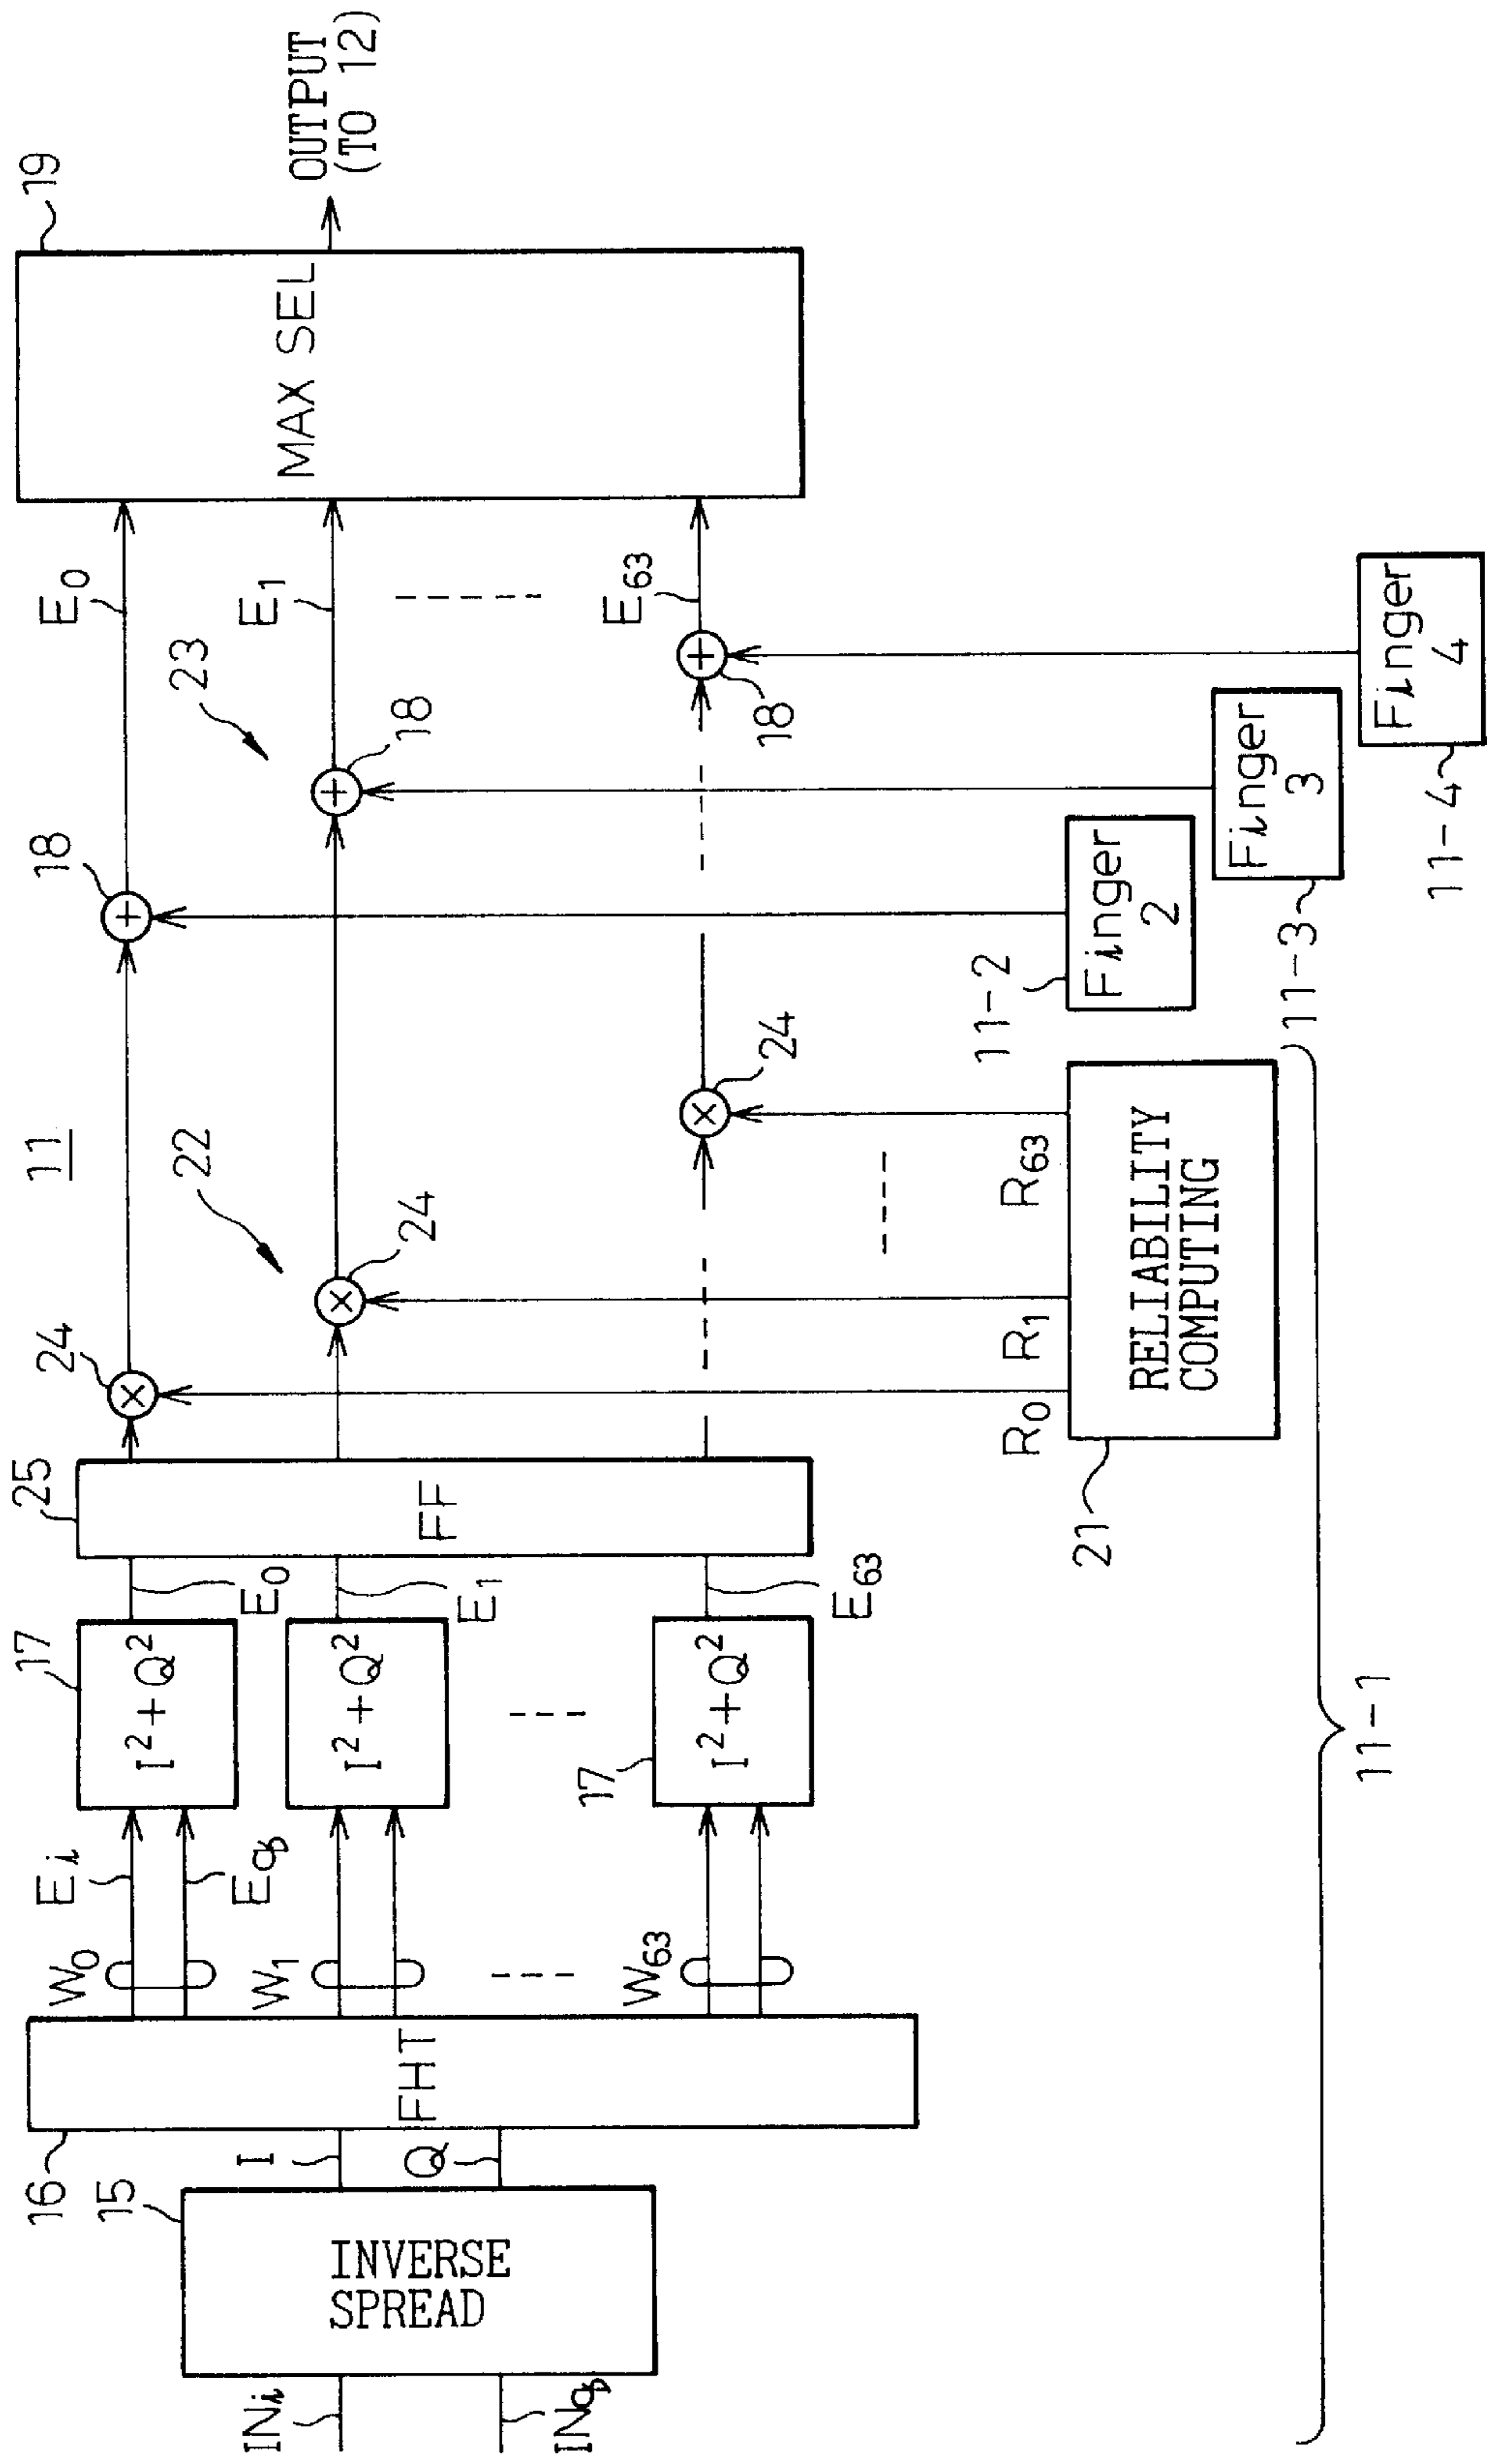 11
INi
INq
15
INVERSE
SPREAD
I
Q
16
FHT
W0
W1
W63
Ei
Eq
17
I²+Q²
I²+Q²
17
I²+Q²
E0
E1
E63
25
FF
24
22
24
24
R0
R1
R63
21
RELIABILITY
COMPUTING
11-1
18
23
18
18
11-2
Finger
2
11-3
Finger
3
11-4
Finger
4
E0
E1
E63
19
MAX SEL
OUTPUT
(TO 12)